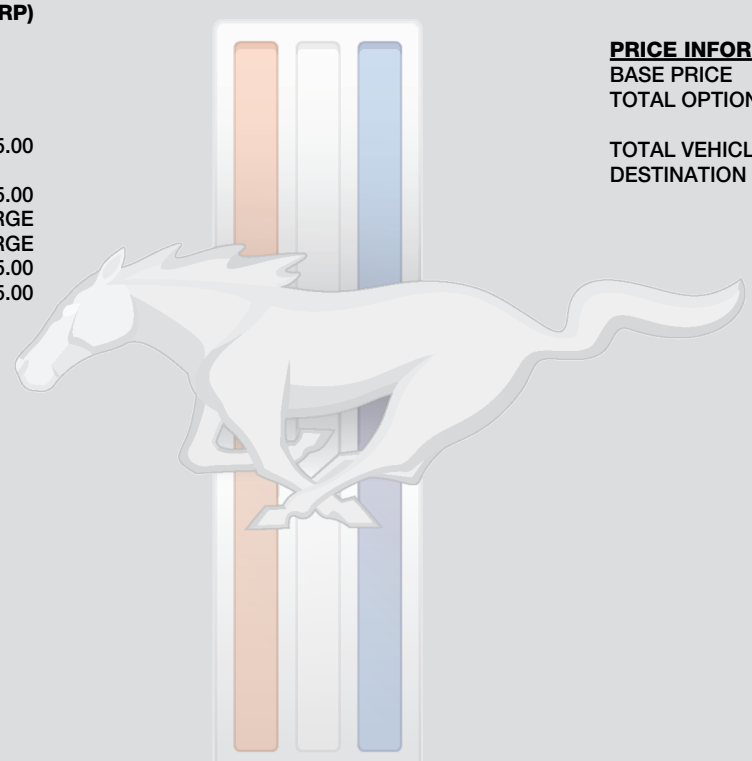 RP)
5.00
5.00
RGE
RGE
5.00
5.00
PRICE INFOR
BASE PRICE
TOTAL OPTION
TOTAL VEHICL
DESTINATION